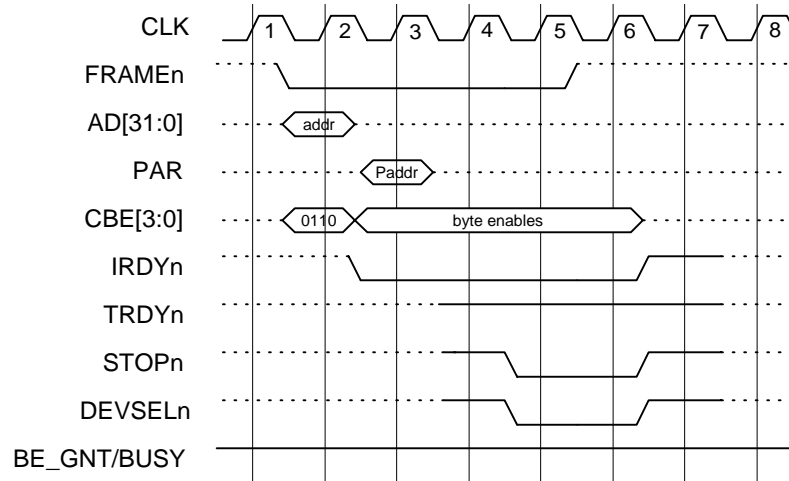 CLK 1 2 3 4 5 6 7 8
FRAMEn
AD[31:0] addr
PAR Paddr
CBE[3:0] 0110 byte enables
IRDYn
TRDYn
STOPn
DEVSELn
BE_GNT/BUSY